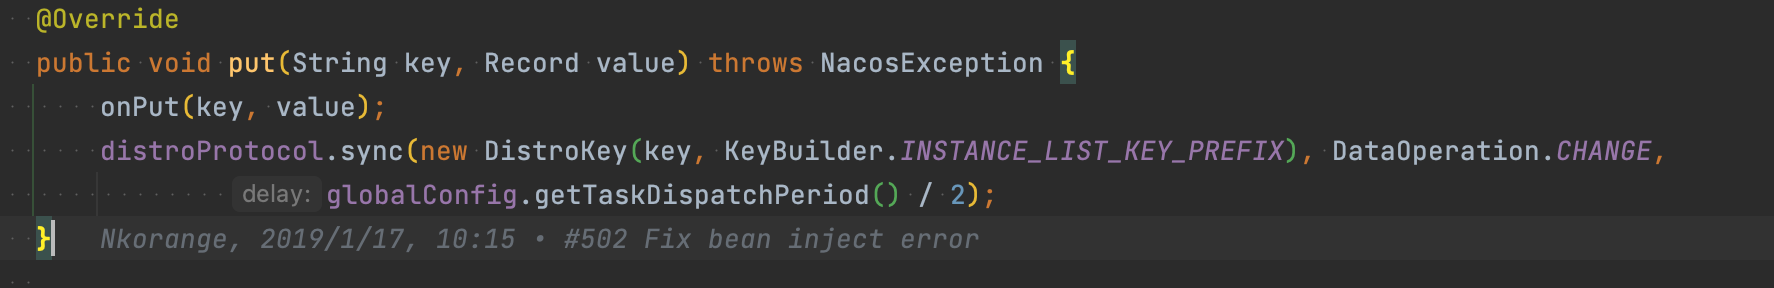 @Override
public void put(String key, Record value) throws NacosException {
onPut(key, value);
distroProtocol.sync(new DistroKey(key, KeyBuilder.INSTANCE_LIST_KEY_PREFIX), DataOperation.CHANGE,
delay: globalConfig.getTaskDispatchPeriod() / 2);
} Nkorange, 2019/1/17, 10:15 • #502 Fix bean inject error